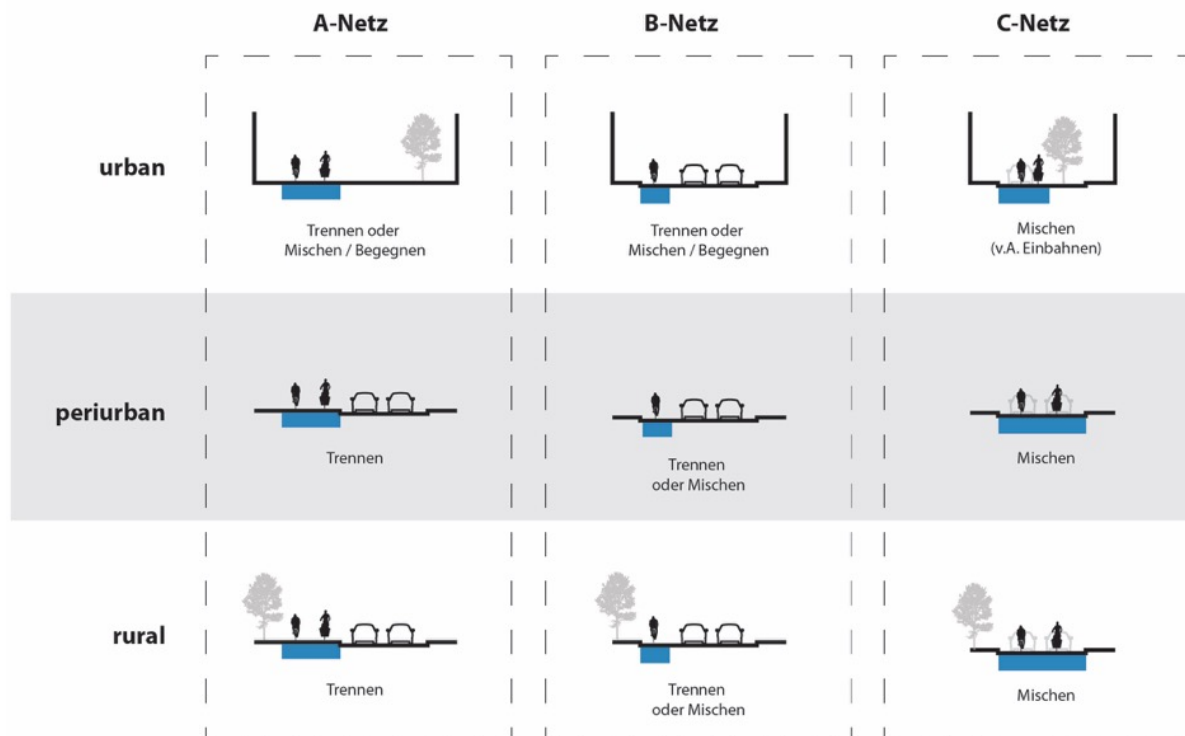 A-Netz
B-Netz
C-Netz
urban
Trennen oder
Mischen / Begegnen
Trennen oder
Mischen / Begegnen
Mischen
(v.A. Einbahnen)
periurban
Trennen
Trennen
oder Mischen
Mischen
rural
Trennen
Trennen
oder Mischen
Mischen